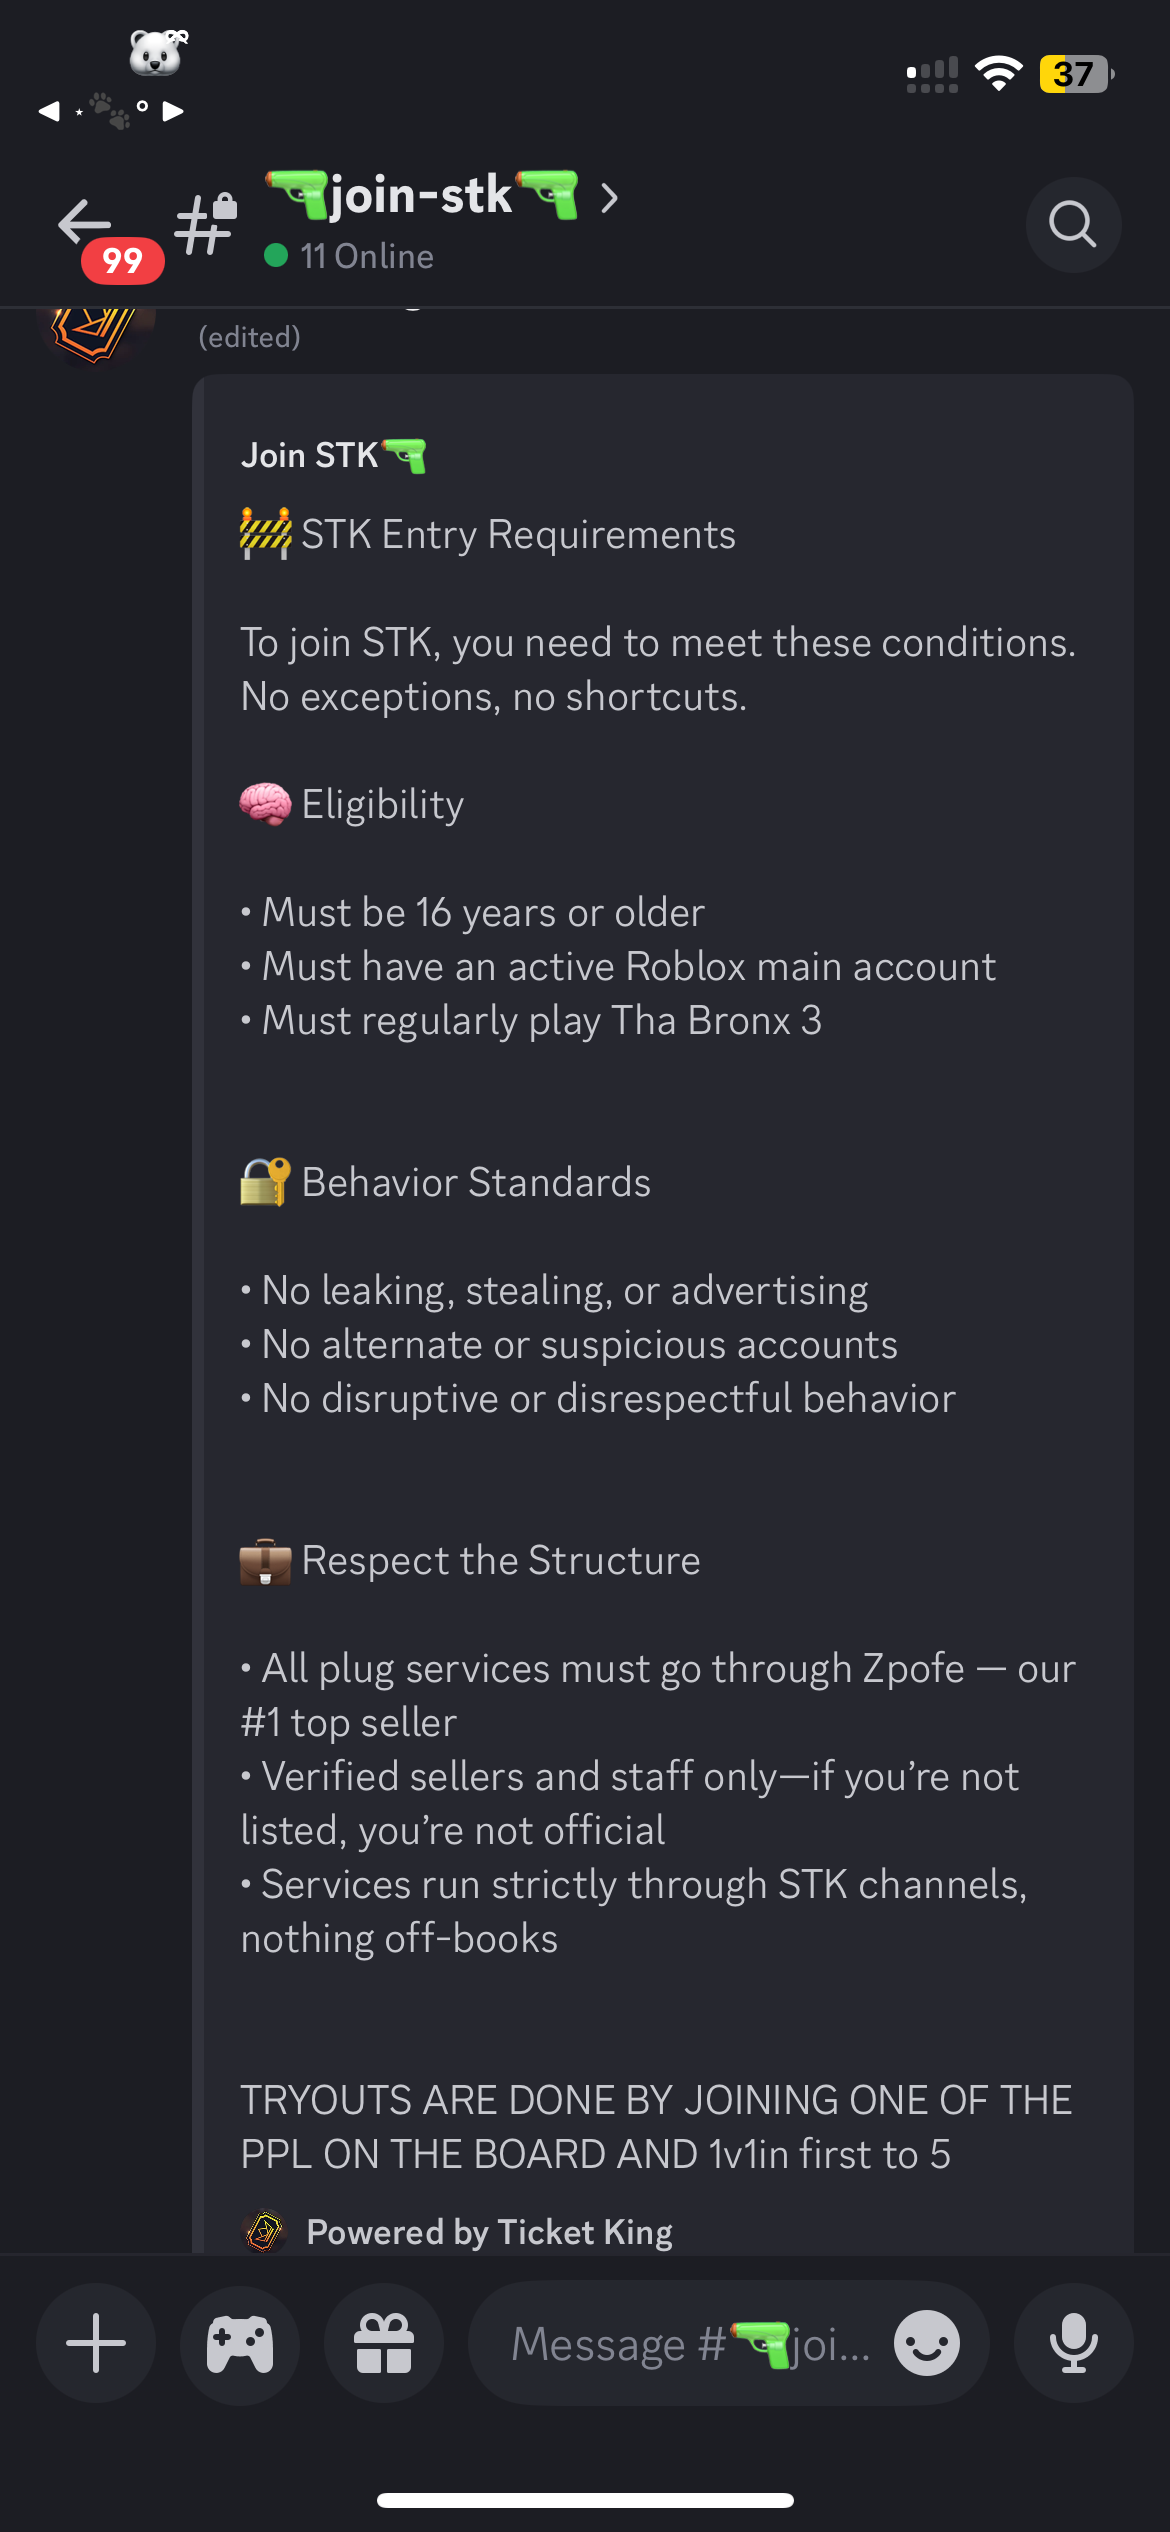 37
join-stk
99
11 Online
(edited)
Join STK
STK Entry Requirements
To join STK, you need to meet these conditions.
No exceptions, no shortcuts.
Eligibility
• Must be 16 years or older
• Must have an active Roblox main account
• Must regularly play Tha Bronx 3
Behavior Standards
• No leaking, stealing, or advertising
• No alternate or suspicious accounts
• No disruptive or disrespectful behavior
Respect the Structure
• All plug services must go through Zpofe — our
#1 top seller
• Verified sellers and staff only—if you’re not
listed, you’re not official
• Services run strictly through STK channels,
nothing off-books
TRYOUTS ARE DONE BY JOINING ONE OF THE
PPL ON THE BOARD AND 1v1in first to 5
Powered by Ticket King
Message #🔫joi...